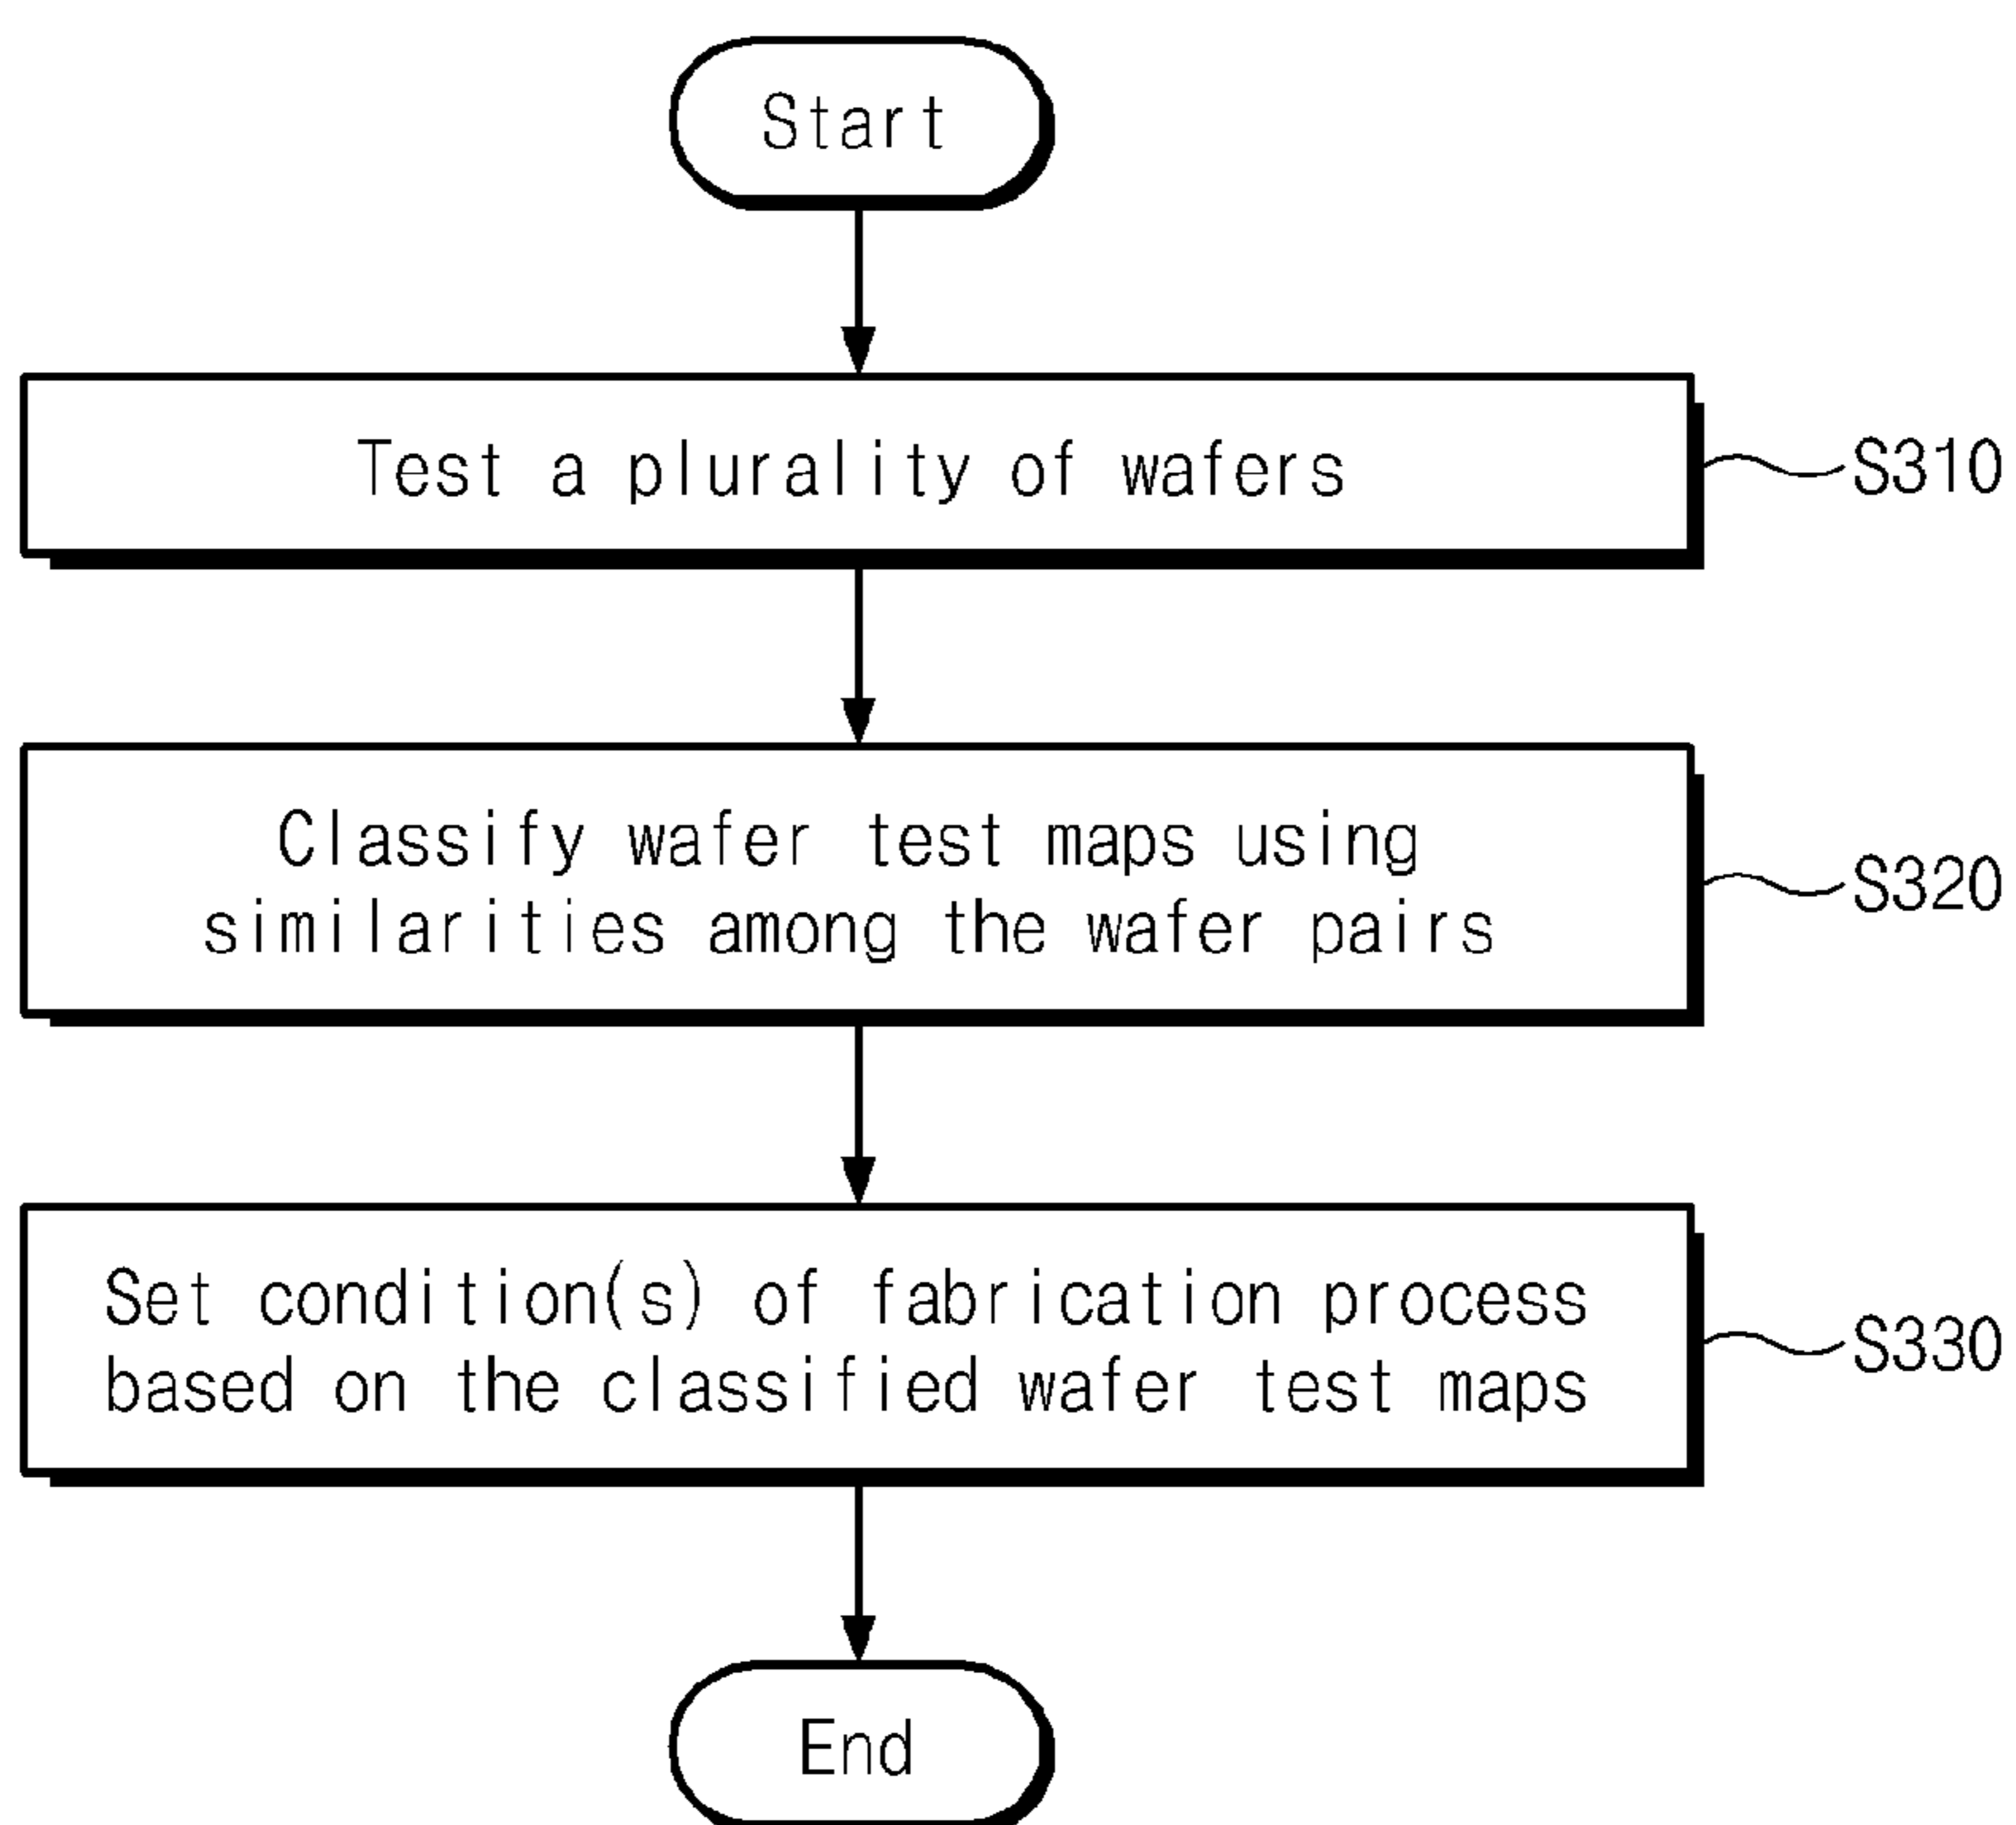 Start
Test a plurality of wafers
S310
Classify wafer test maps using
similarities among the wafer pairs
S320
Set condition(s) of fabrication process
based on the classified wafer test maps
S330
End